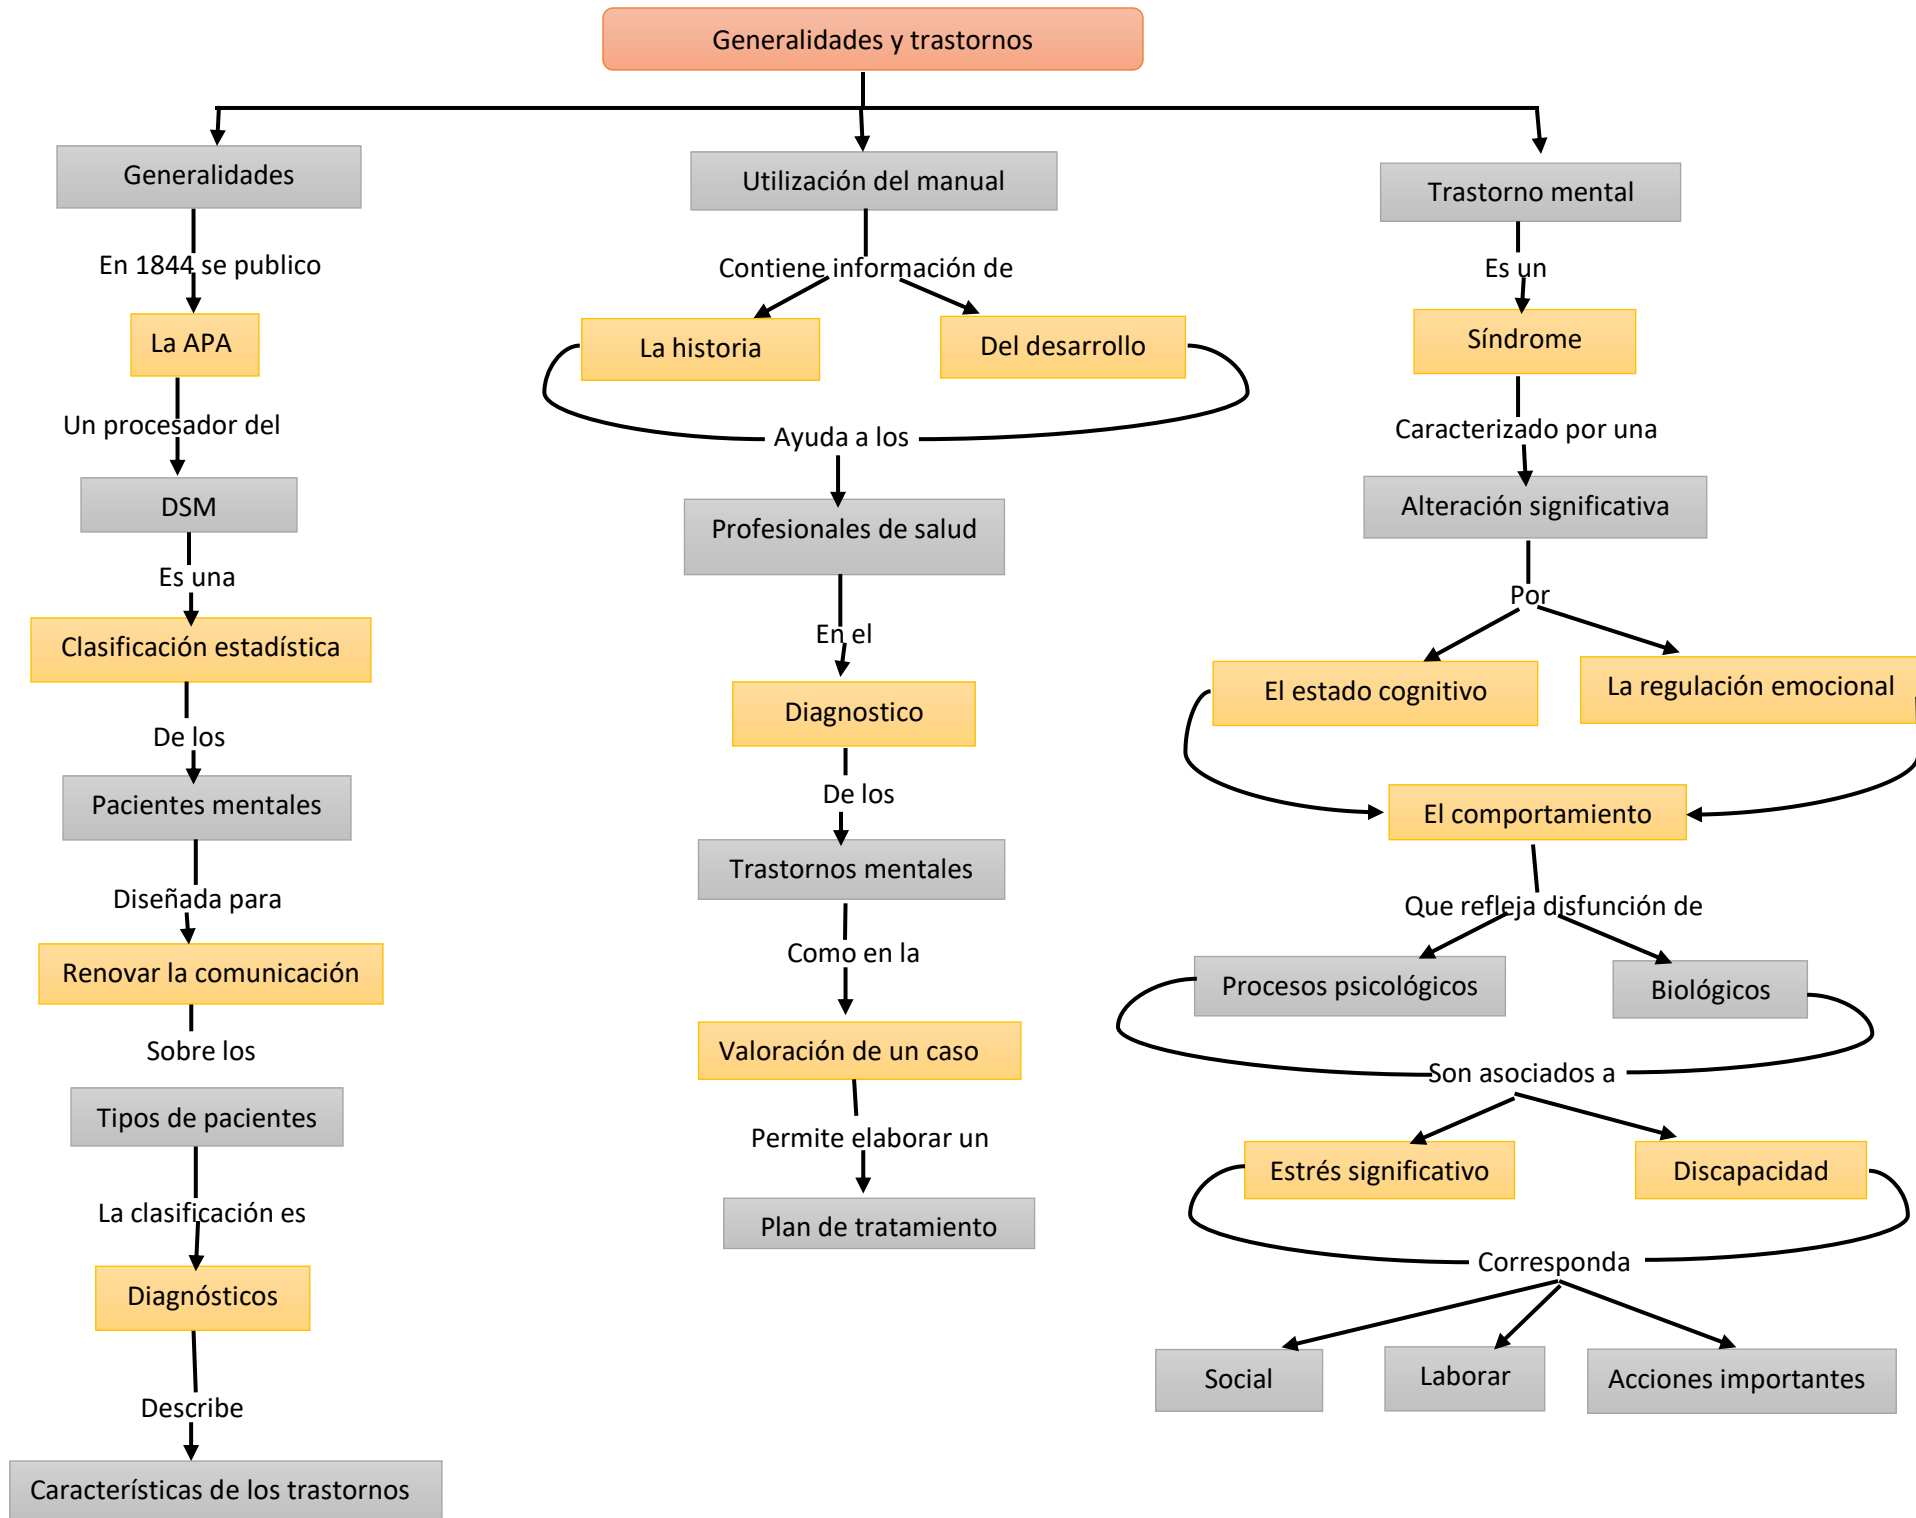 Generalidades y trastornos
Generalidades
En 1844 se publico
La APA
Un procesador del
DSM
Es una
Clasificación estadística
De los
Pacientes mentales
Diseñada para
Renovar la comunicación
Sobre los
Tipos de pacientes
La clasificación es
Diagnósticos
Describe
Características de los trastornos
Utilización del manual
Contiene información de
La historia
Del desarrollo
Ayuda a los
Profesionales de salud
En el
Diagnostico
De los
Trastornos mentales
Como en la
Valoración de un caso
Permite elaborar un
Plan de tratamiento
Trastorno mental
Es un
Síndrome
Caracterizado por una
Alteración significativa
Por
El estado cognitivo
La regulación emocional
El comportamiento
Que refleja disfunción de
Procesos psicológicos
Biológicos
Son asociados a
Estrés significativo
Discapacidad
Corresponda
Social
Laborar
Acciones importantes